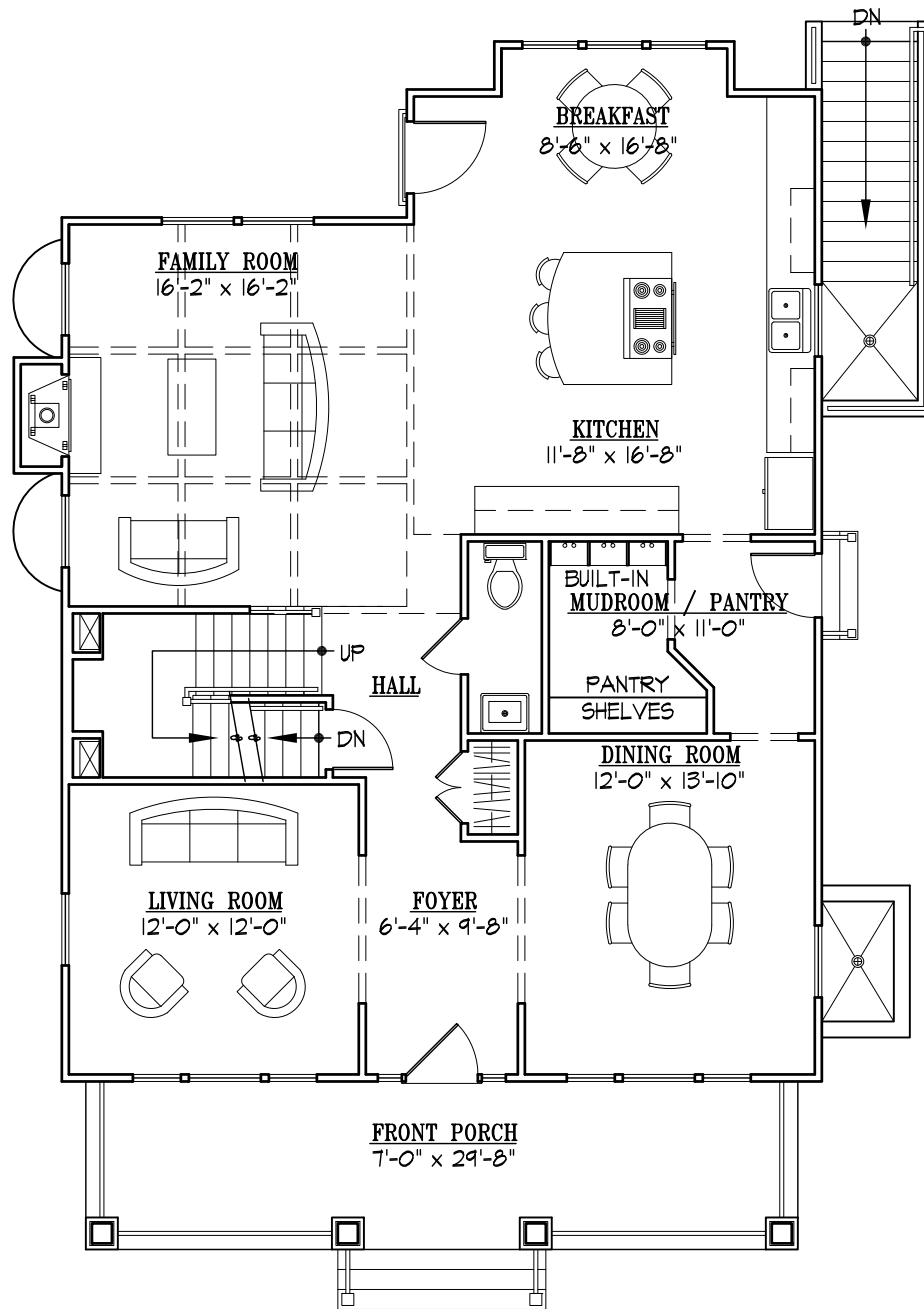 DN
BREAKFAST
8'-6" x 16'-8"
FAMILY ROOM
16'-2" x 16'-2"
KITCHEN
11'-8" x 16'-8"
BUILT-IN
MUDROOM / PANTRY
8'-0" x 11'-0"
UP
HALL
PANTRY
SHELVES
DN
DINING ROOM
12'-0" x 13'-10"
LIVING ROOM
12'-0" x 12'-0"
FOYER
6'-4" x 9'-8"
FRONT PORCH
7'-0" x 29'-8"